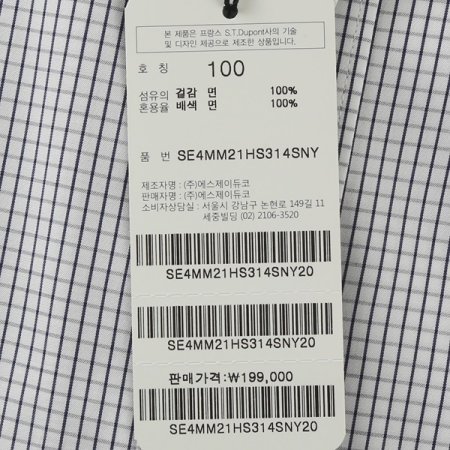 본 제품은 프랑스 S.T.Dupont사의 기술
및 디자인 제공으로 제조한 상품입니다.
호 칭 100
섬유의 겉감 면 100%
혼용율 배색 면 100%
품 번 SE4MM21HS314SNY
제조자명 : (주)에스제이듀코
판매자명 : (주)에스제이듀코
소비자상담실 : 서울시 강남구 논현로 149길 11
세중빌딩 (02) 2106-3520
SE4MM21HS314SNY20
SE4MM21HS314SNY20
판매가격:₩199,000
SE4MM21HS314SNY20